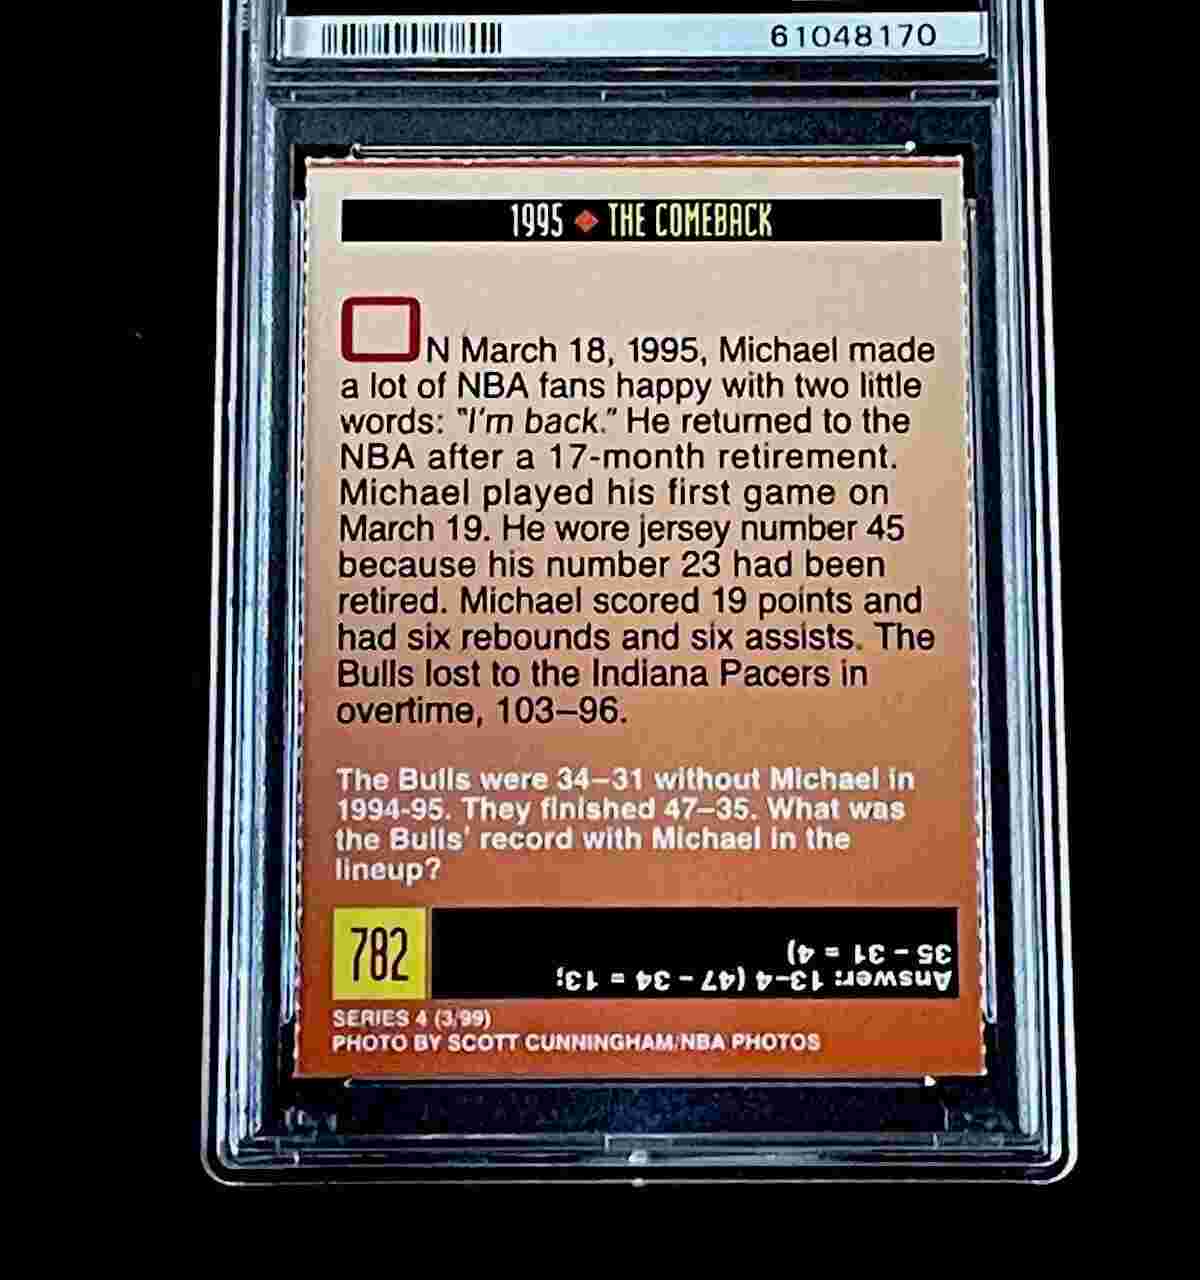 61048170
1995 ◆ THE COMEBACK
ON March 18, 1995, Michael made
a lot of NBA fans happy with two little
words: "I'm back." He returned to the
NBA after a 17-month retirement.
Michael played his first game on
March 19. He wore jersey number 45
because his number 23 had been
retired. Michael scored 19 points and
had six rebounds and six assists. The
Bulls lost to the Indiana Pacers in
overtime, 103–96.
The Bulls were 34–31 without Michael in
1994-95. They finished 47–35. What was
the Bulls' record with Michael in the
lineup?
782
Answer: 13-4 (47 - 34 = 13;
35 - 31 = 4)
SERIES 4 (3/99)
PHOTO BY SCOTT CUNNINGHAM/NBA PHOTOS